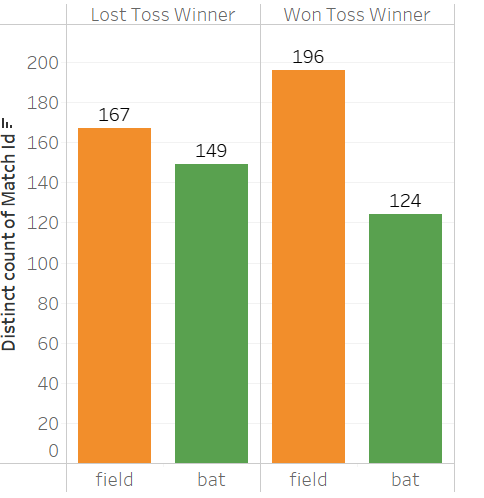 Lost Toss Winner
Won Toss Winner
Distinct count of Match Id
200
180
160
140
120
100
80
60
40
20
0
167
149
196
124
field
bat
field
bat